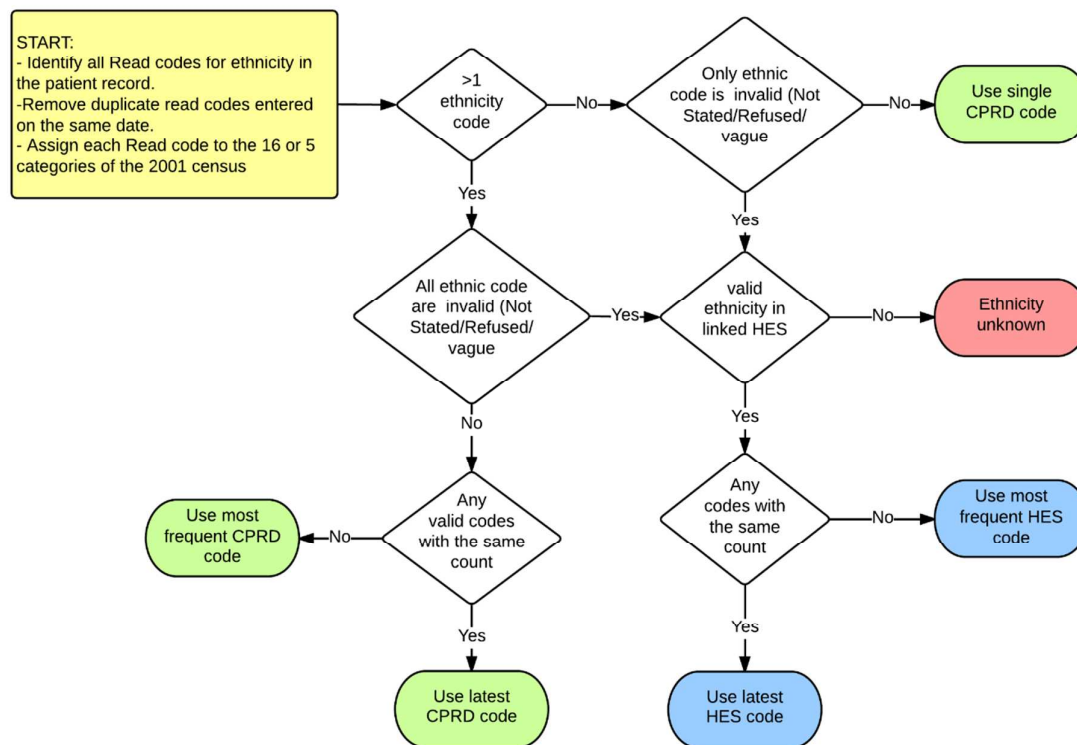 START:
- Identify all Read codes for ethnicity in
the patient record.
-Remove duplicate read codes entered
on the same date.
- Assign each Read code to the 16 or 5
categories of the 2001 census
>1
ethnicity
code
No
Only ethnic
code is  invalid (Not
Stated/Refused/
vague
No
Use single
CPRD code
Yes
Yes
All ethnic code
are  invalid (Not
Stated/Refused/
vague
Yes
valid
ethnicity in
linked HES
No
Ethnicity
unknown
No
Yes
Use most
frequent CPRD
code
No
Any
valid codes
with the same
count
Any
codes with
the same
count
No
Use most
frequent HES
code
Yes
Yes
Use latest
CPRD code
Use latest
HES code